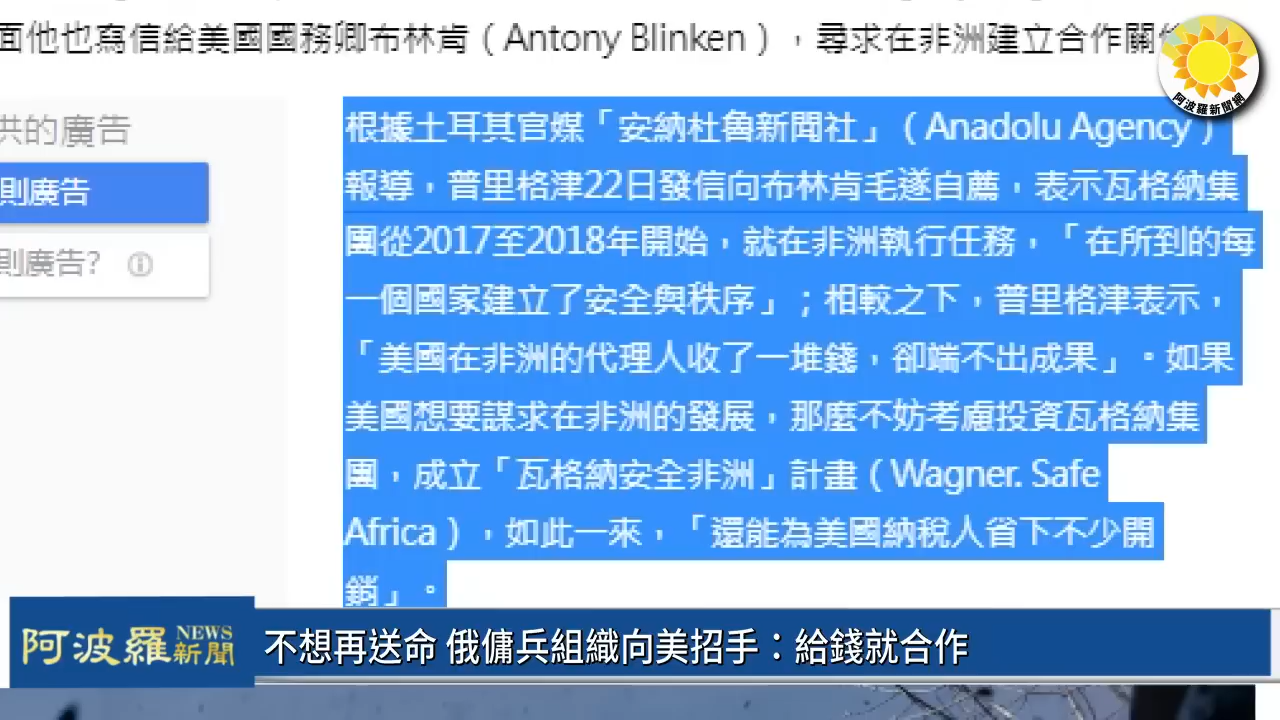 面他也寫信給美國國務卿布林肯（Antony Blinken），尋求在非洲建立合作關
阿波羅新聞網
供的廣告
則廣告
則廣告?
根據土耳其官媒「安納杜魯新聞社」（Anadolu Agency）
報導，普里格津22日發信向布林肯毛遂自薦，表示瓦格納集
團從2017至2018年開始，就在非洲執行任務，「在所到的每
一個國家建立了安全與秩序」；相較之下，普里格津表示，
「美國在非洲的代理人收了一堆錢，卻端不出成果」。如果
美國想要謀求在非洲的發展，那麼不妨考慮投資瓦格納集
團，成立「瓦格納安全非洲」計畫（Wagner. Safe
Africa），如此一來，「還能為美國納稅人省下不少開
銷」。
阿波羅NEWS新聞
不想再送命 俄傭兵組織向美招手：給錢就合作